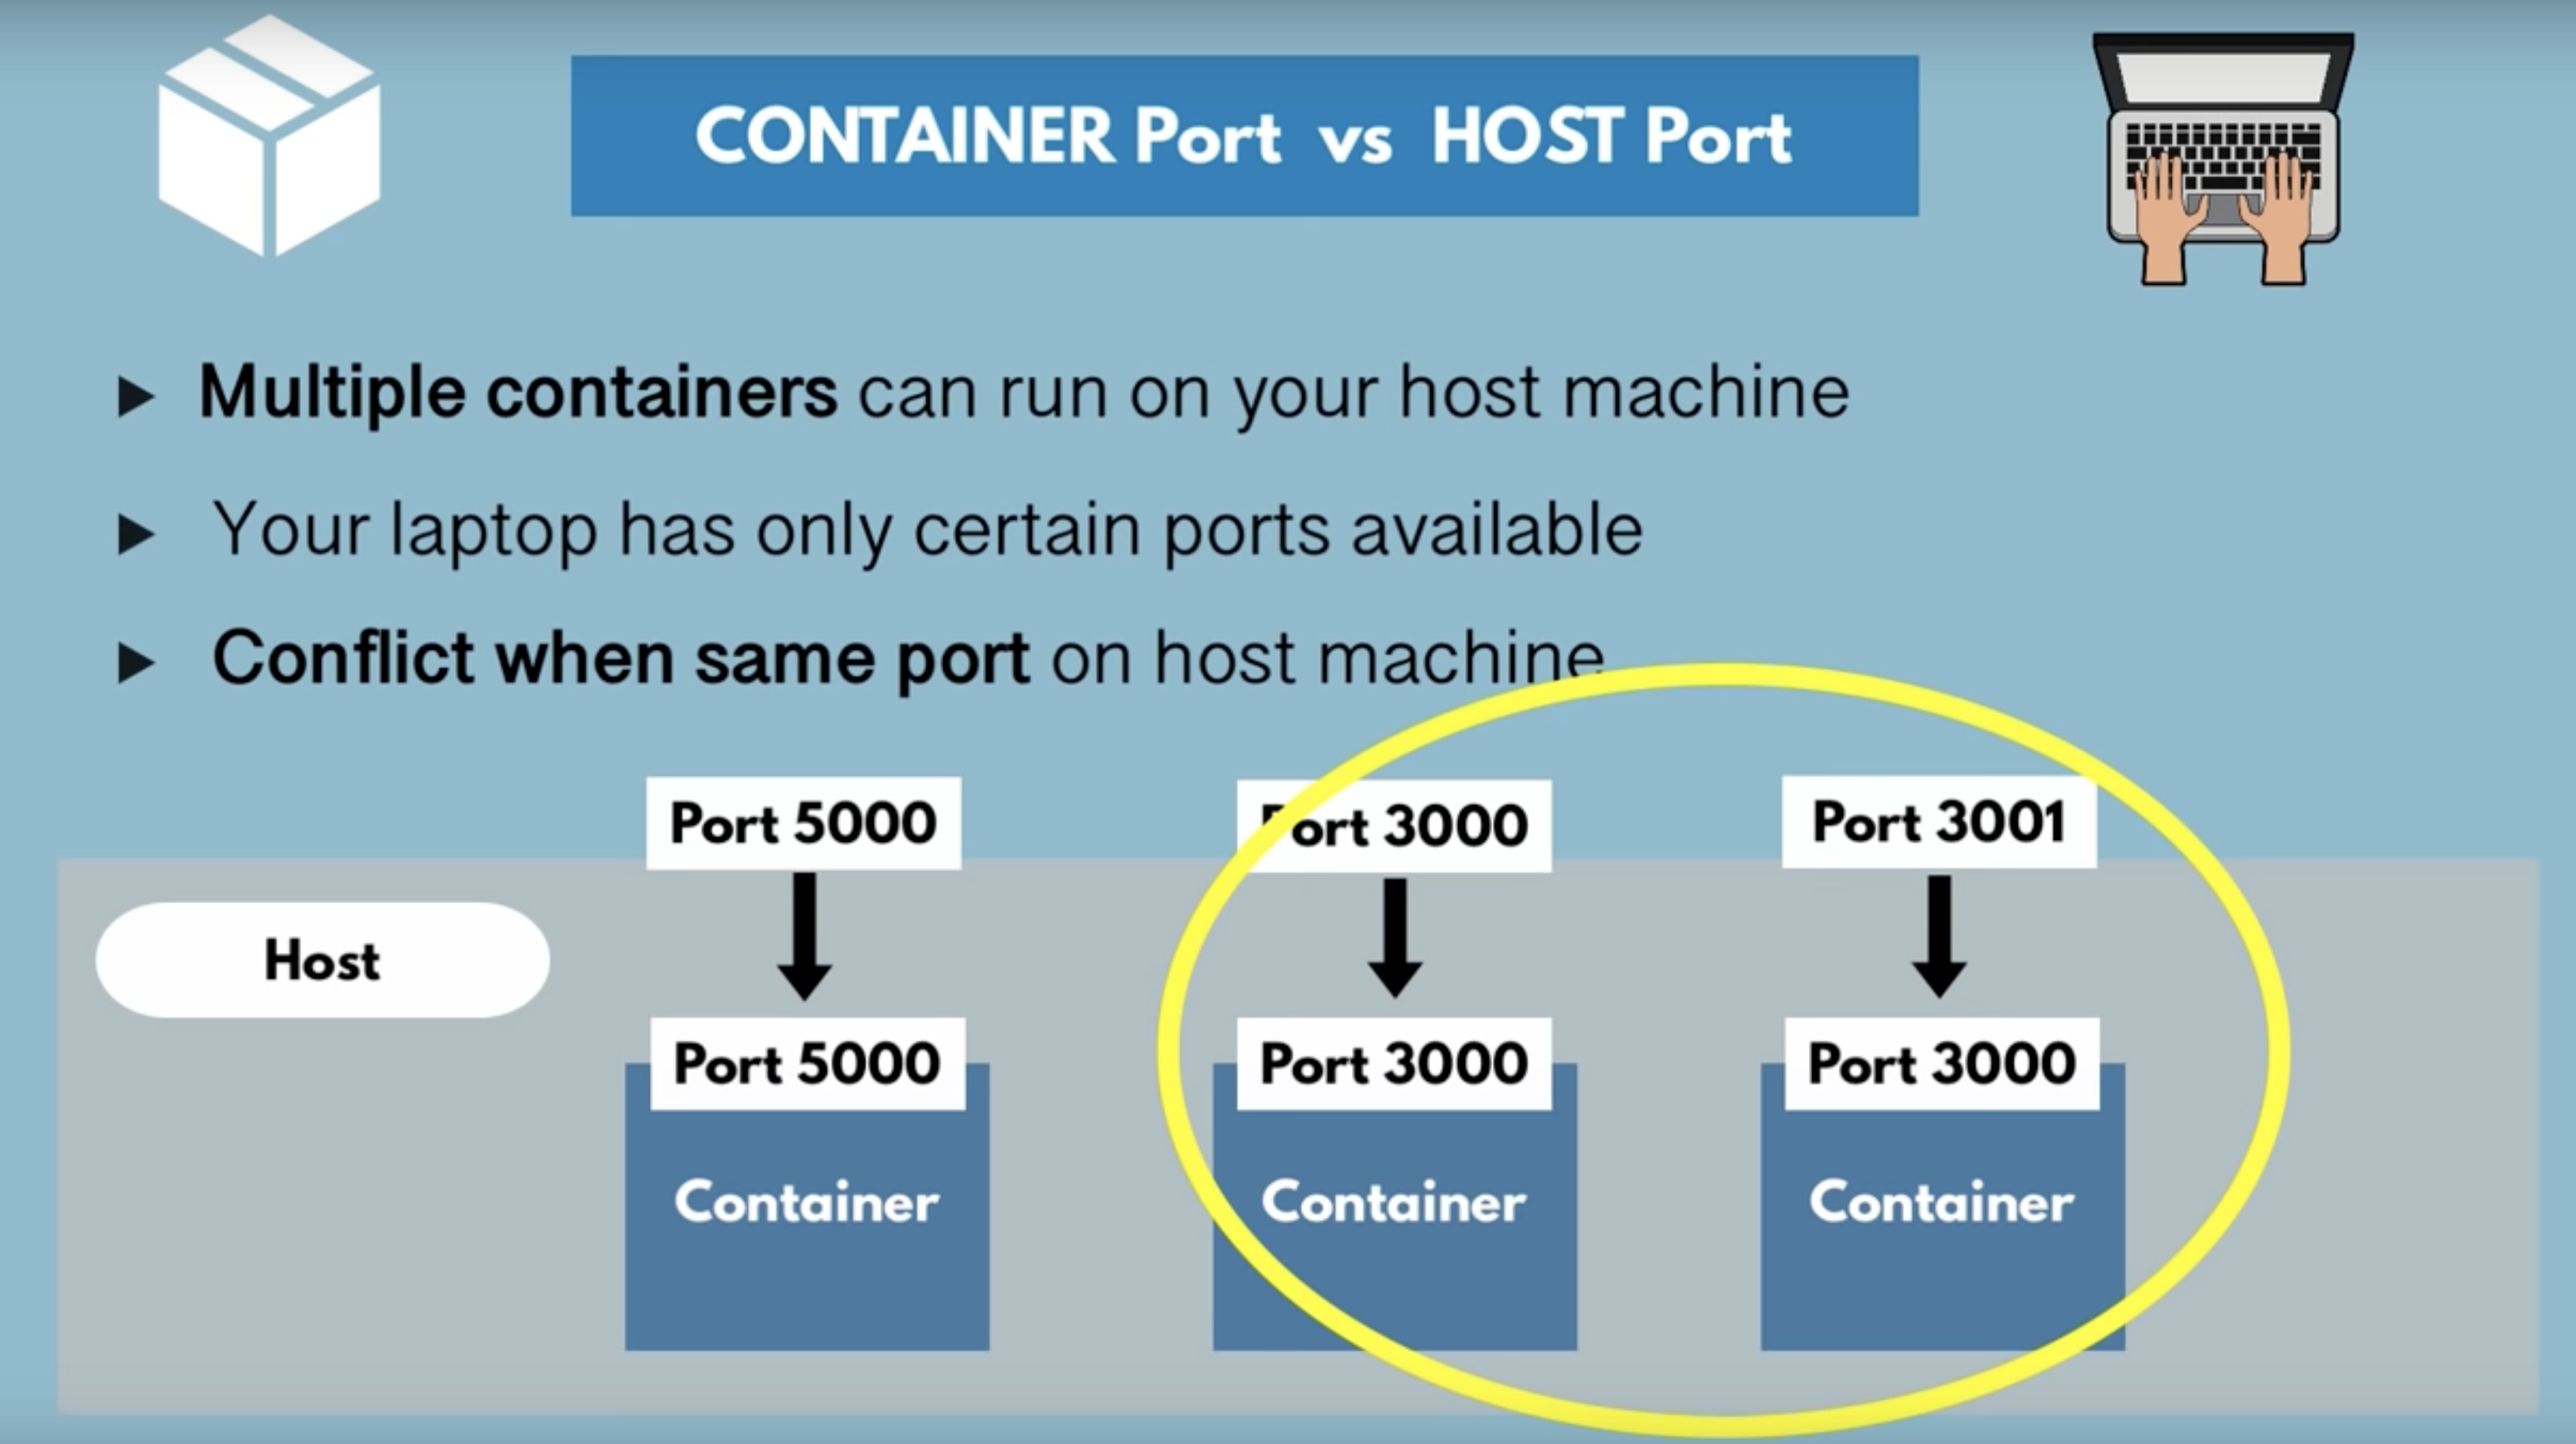 CONTAINER Port vs HOST Port
Multiple containers can run on your host machine
Your laptop has only certain ports available
Conflict when same port on host machine
Port 5000
Port 3000
Port 3001
Host
Port 5000
Port 3000
Port 3000
Container
Container
Container